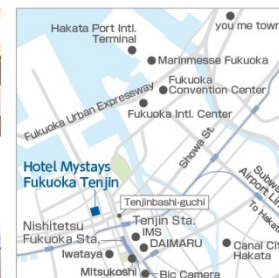 Hakata Port Intl.
Terminal
you me town
Marinmesse Fukuoka
Fukuoka
Convention Center
Fukuoka Urban Expressway
Fukuoka Intl. Center
Showa St.
Hotel Mystays
Fukuoka Tenjin
Subwa
Airport Lin
To Hakata
Tenjinbashi-guchi
Nishitetsu
Fukuoka Sta.
Tenjin Sta.
IMS
DAIMARU
Iwataya
Canal Ci
Hakata
Mitsukoshi
Bic Camera